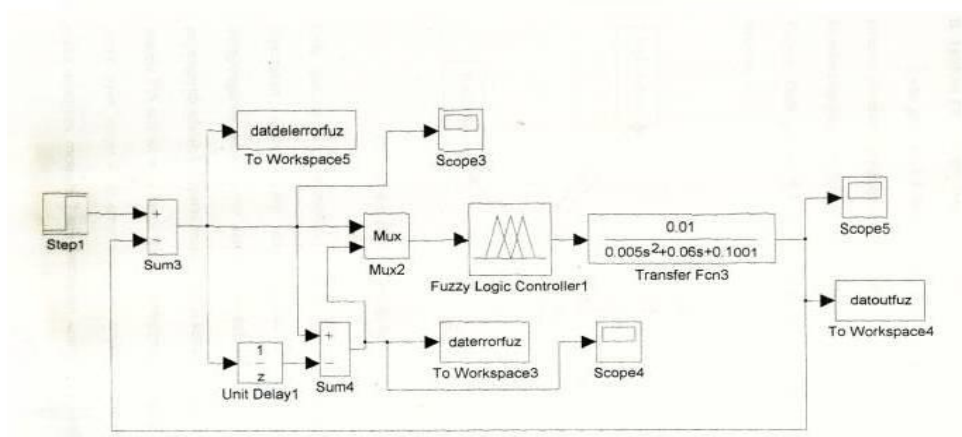 datdelerrorfuz
To Workspace5
Scope3
Step1
+
−
Sum3
Mux
Mux2
Fuzzy Logic Controller1
0.01
0.005s²+0.06s+0.1001
Transfer Fcn3
Scope5
datoutfuz
To Workspace4
1
z
Unit Delay1
+
−
Sum4
daterrorfuz
To Workspace3
Scope4